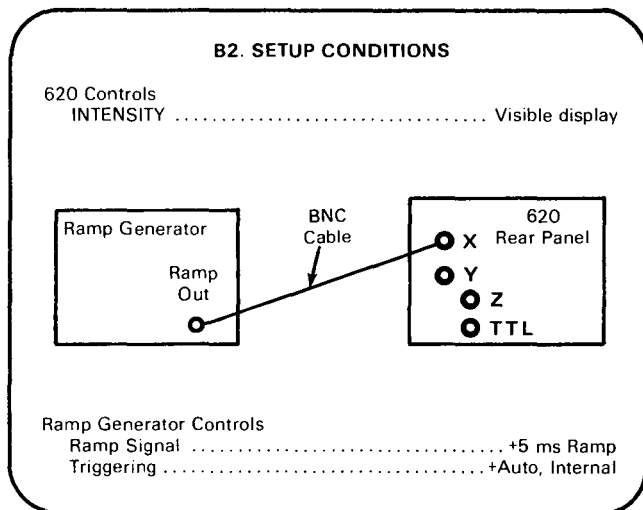 B2. SETUP CONDITIONS
620 Controls
INTENSITY ................................ Visible display
Ramp Generator
Ramp
Out
BNC
Cable
620
Rear Panel
X
Y
Z
TTL
Ramp Generator Controls
Ramp Signal .................................... +5 ms Ramp
Triggering .................................... +Auto, Internal